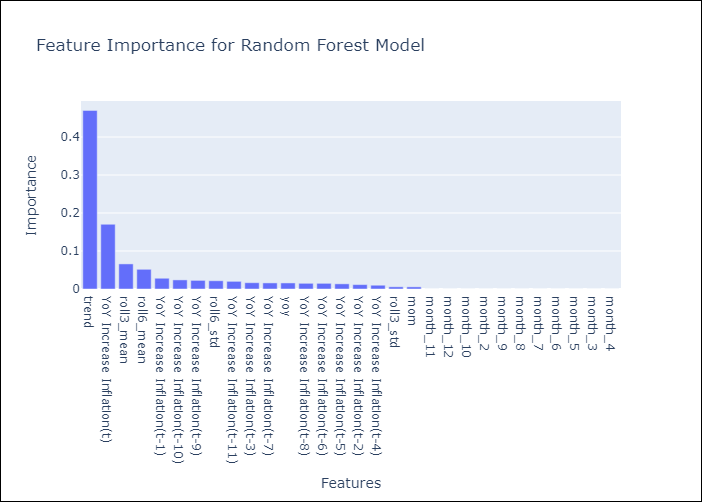 Feature Importance for Random Forest Model
Importance
0.4
0.3
0.2
0.1
0
trend
YoY Increase Inflation(t)
roll3_mean
roll6_mean
YoY Increase Inflation(t-1)
YoY Increase Inflation(t-10)
YoY Increase Inflation(t-9)
roll6_std
YoY Increase Inflation(t-11)
YoY Increase Inflation(t-3)
YoY Increase Inflation(t-7)
yoy
YoY Increase Inflation(t-8)
YoY Increase Inflation(t-6)
YoY Increase Inflation(t-5)
YoY Increase Inflation(t-2)
YoY Increase Inflation(t-4)
roll3_std
mom
month_11
month_12
month_10
month_2
month_9
month_8
month_7
month_6
month_5
month_3
month_4
Features